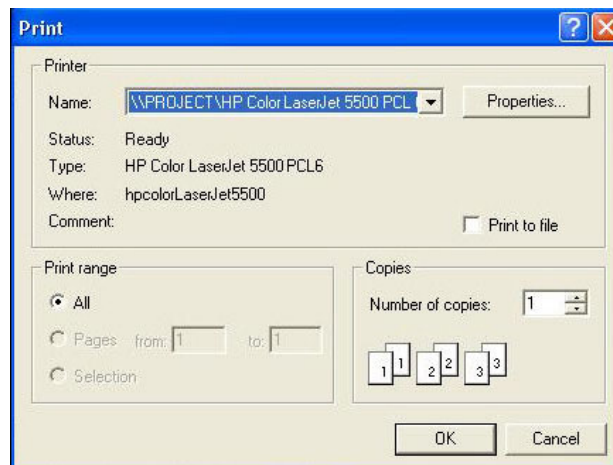 Print
Printer
Name: \\PROJECT\HP Color LaserJet 5500 PCL Properties...
Status: Ready
Type: HP Color LaserJet 5500 PCL6
Where: hpcolorLaserJet5500
Comment: Print to file
Print range
All
Pages from: 1 to: 1
Selection
Copies
Number of copies: 1
1 1 2 2 3 3
OK Cancel